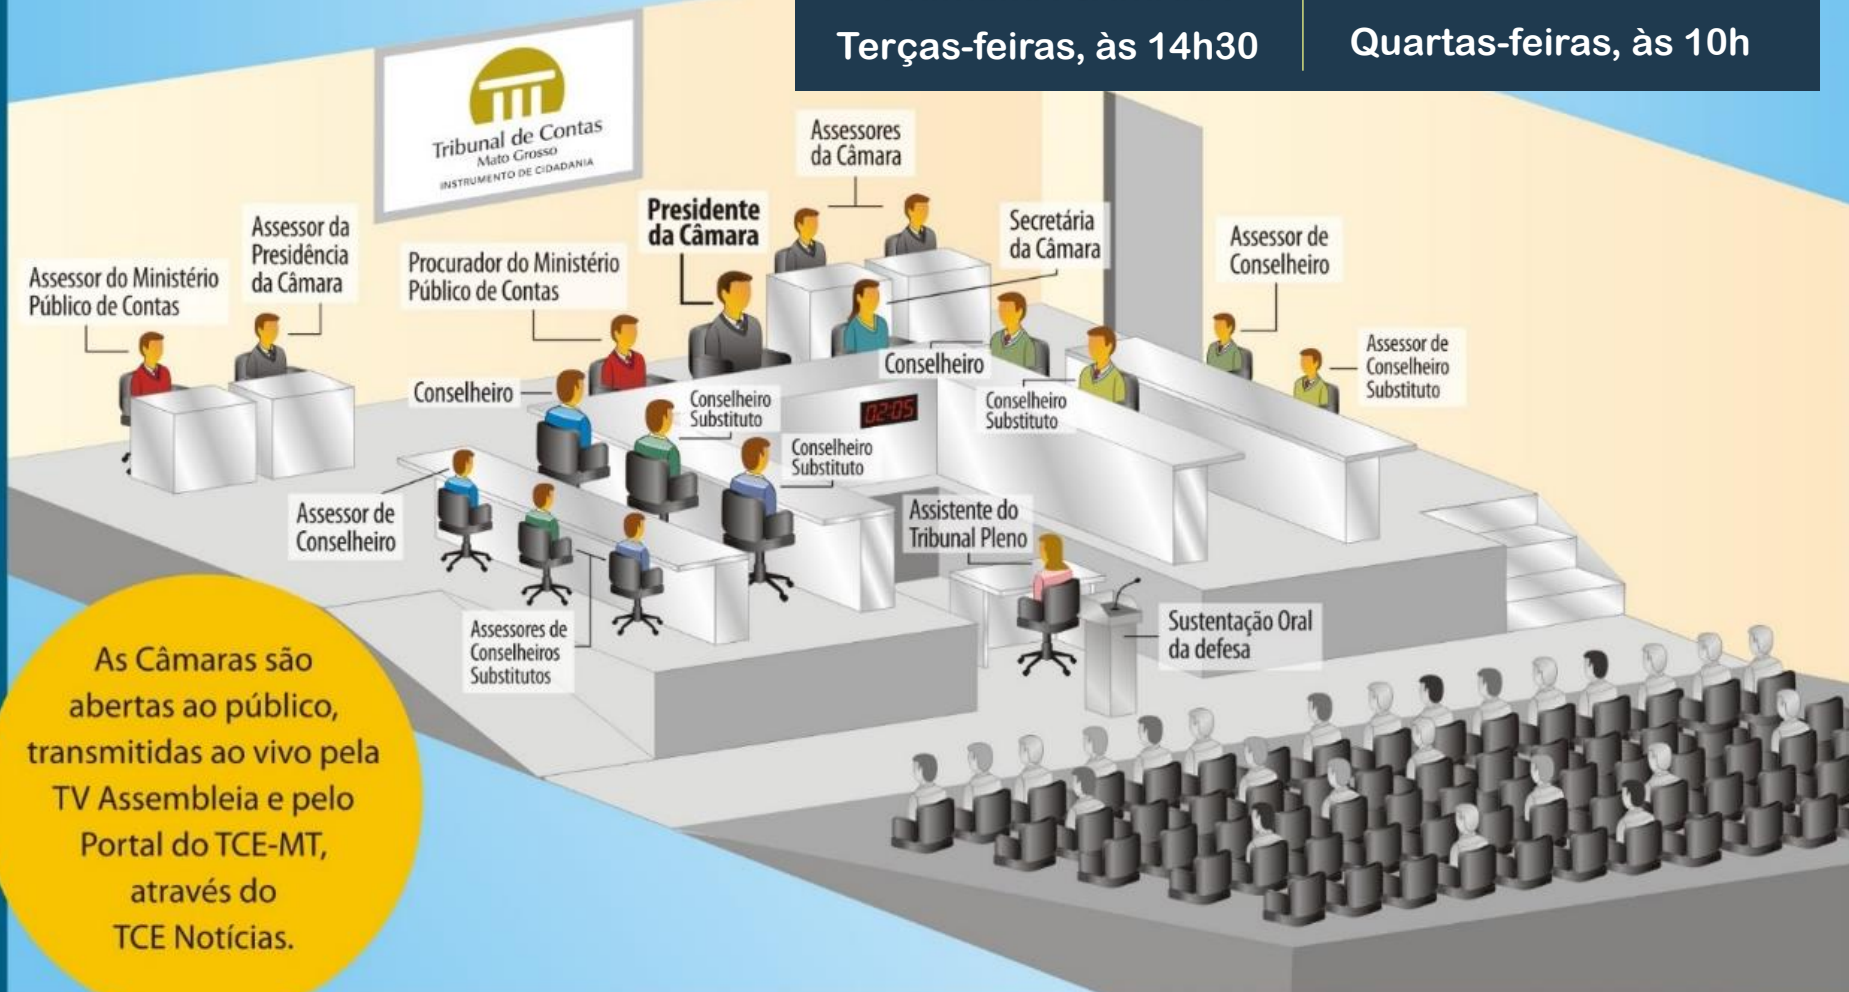 Terças-feiras, às 14h30
Quartas-feiras, às 10h
Tribunal de Contas
Mato Grosso
INSTRUMENTO DE CIDADANIA
Assessores
da Câmara
Presidente
da Câmara
Secretária
da Câmara
Assessor da
Presidência
da Câmara
Assessor de
Conselheiro
Procurador do Ministério
Público de Contas
Assessor do Ministério
Público de Contas
Assessor de
Conselheiro
Substituto
Conselheiro
Conselheiro
Conselheiro
Substituto
Conselheiro
Substituto
02:05
Conselheiro
Substituto
Assessor de
Conselheiro
Assistente do
Tribunal Pleno
Assessores de
Conselheiros
Substitutos
Sustentação Oral
da defesa
As Câmaras são
abertas ao público,
transmitidas ao vivo pela
TV Assembleia e pelo
Portal do TCE-MT,
através do
TCE Notícias.